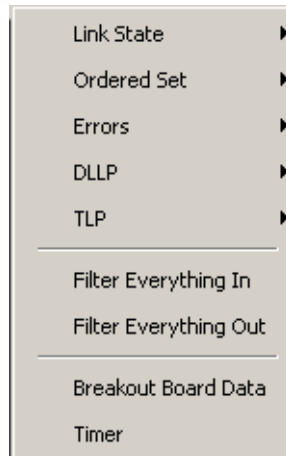 Link State
Ordered Set
Errors
DLLP
TLP
Filter Everything In
Filter Everything Out
Breakout Board Data
Timer